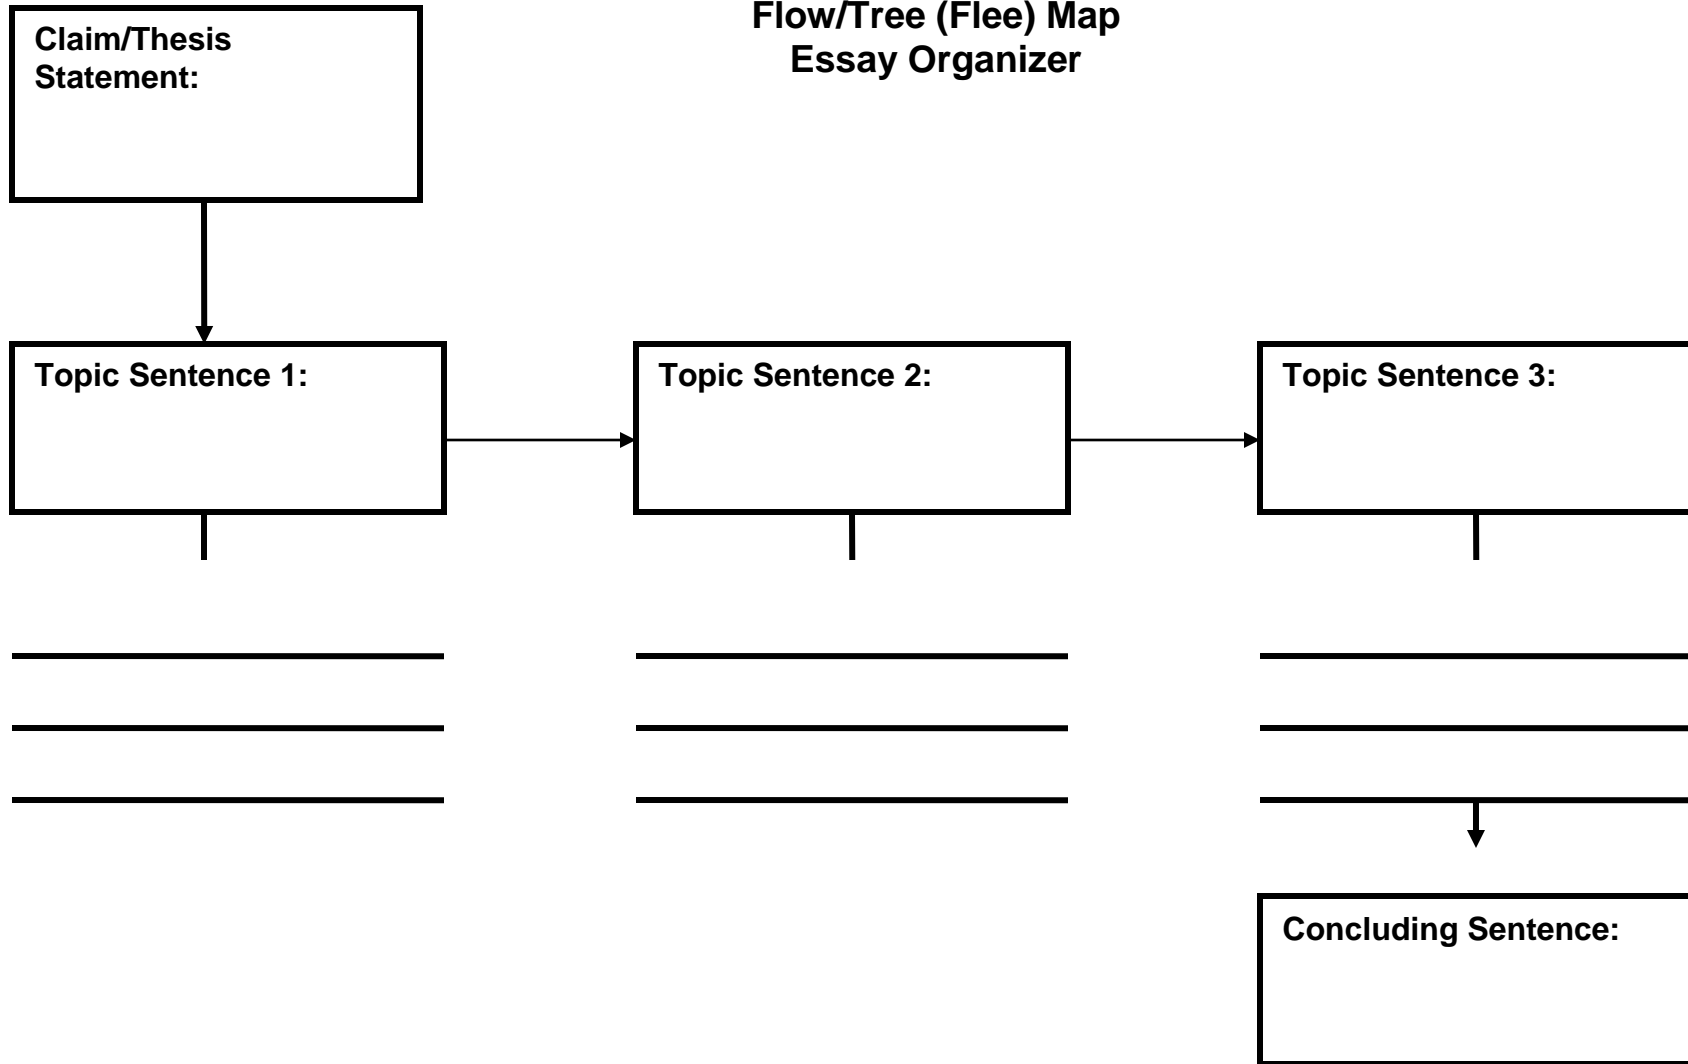 Flow/Tree (Flee) Map
Essay Organizer
Claim/Thesis
Statement:
Topic Sentence 1:
Topic Sentence 2:
Topic Sentence 3:
Concluding Sentence: